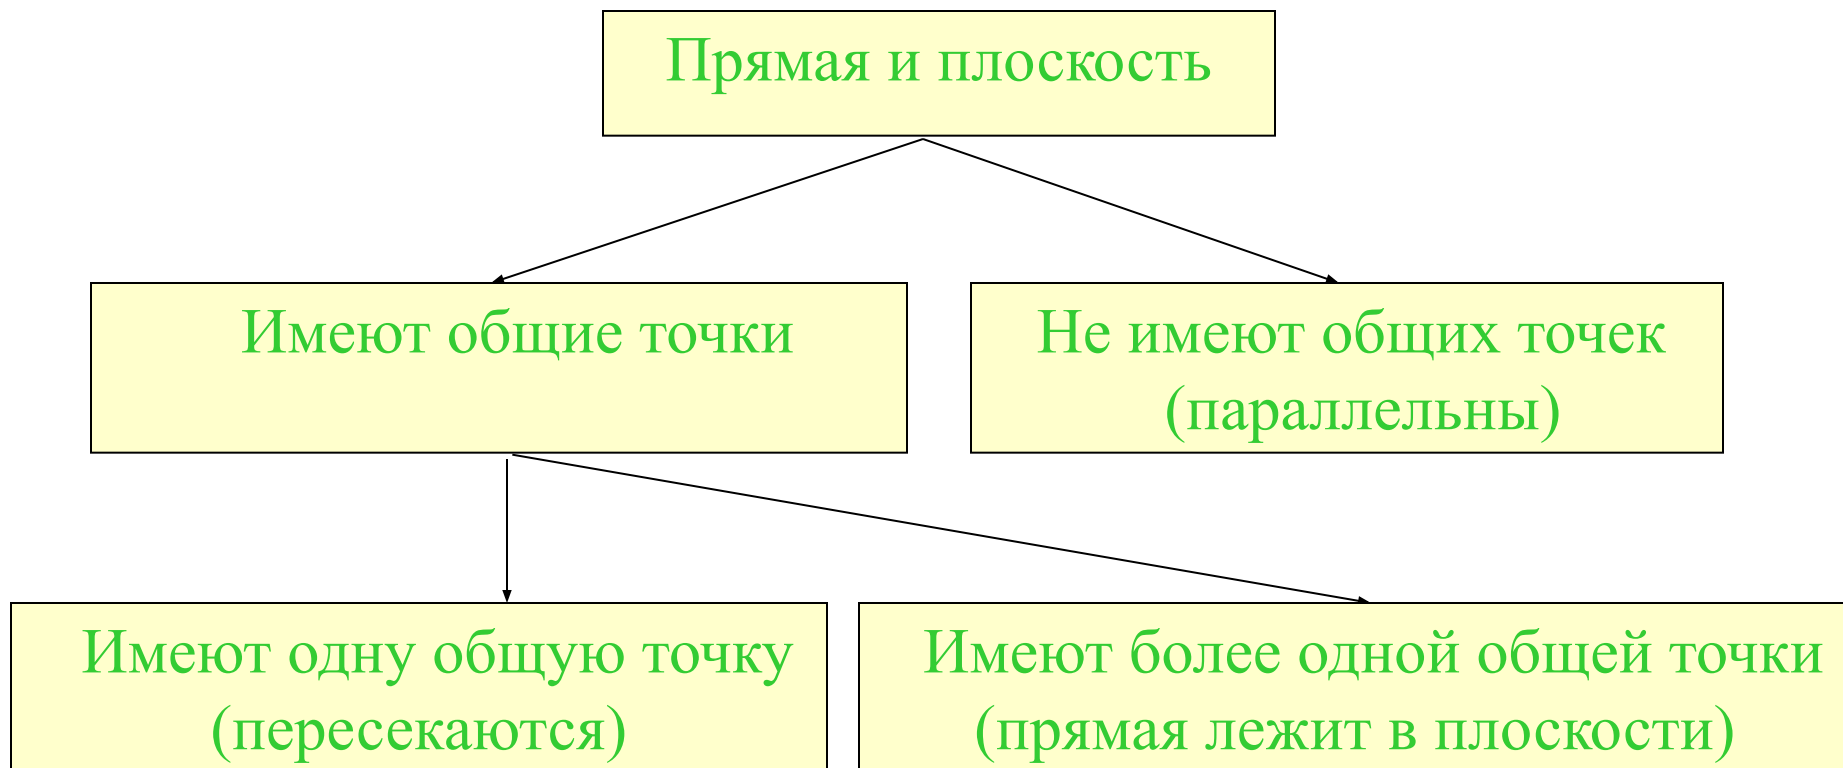 Прямая и плоскость
Имеют общие точки
Не имеют общих точек
(параллельны)
Имеют одну общую точку
(пересекаются)
Имеют более одной общей точки
(прямая лежит в плоскости)